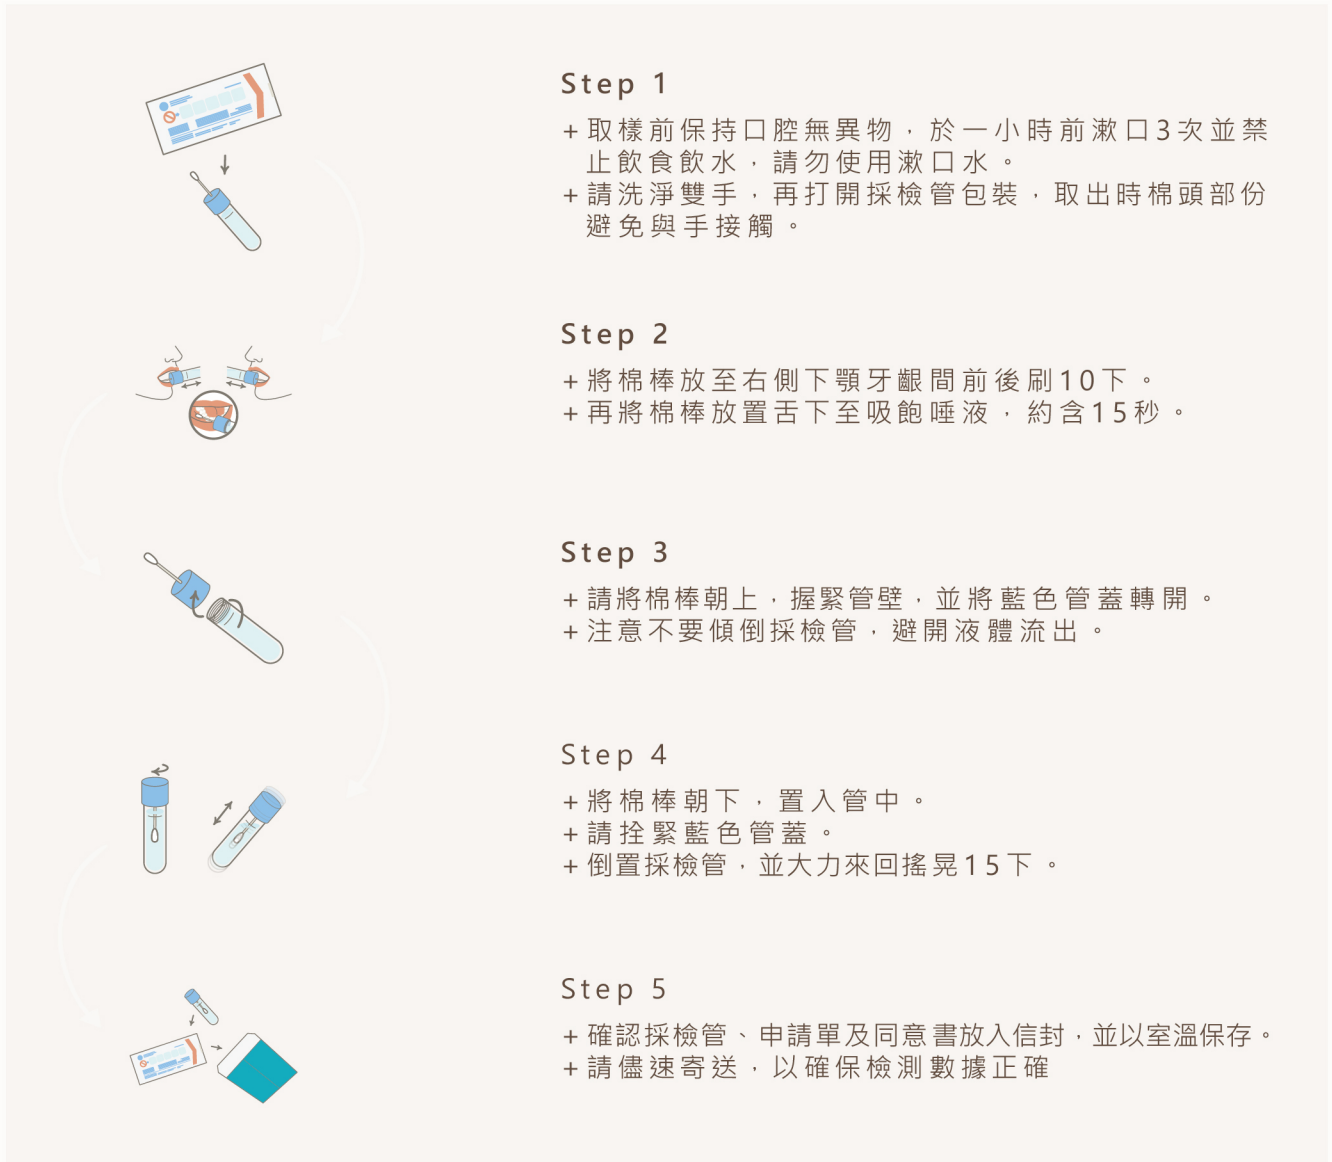 Step 1
+ 取樣前保持口腔無異物，於一小時前漱口3次並禁
止飲食飲水，請勿使用漱口水。
+ 請洗淨雙手，再打開採檢管包裝，取出時棉頭部份
避免與手接觸。
Step 2
+ 將棉棒放至右側下顎牙齦間前後刷10下。
+ 再將棉棒放置舌下至吸飽唾液，約含15秒。
Step 3
+ 請將棉棒朝上，握緊管壁，並將藍色管蓋轉開。
+ 注意不要傾倒採檢管，避開液體流出。
Step 4
+ 將棉棒朝下，置入管中。
+ 請拴緊藍色管蓋。
+ 倒置採檢管，並大力來回搖晃15下。
Step 5
+ 確認採檢管、申請單及同意書放入信封，並以室溫保存。
+ 請儘速寄送，以確保檢測數據正確